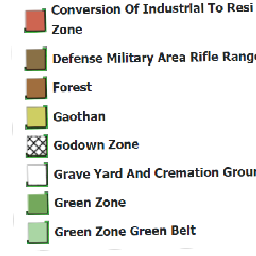 Conversion Of Industrial To Resi
Zone
Defense Military Area Rifle Range
Forest
Gaothan
Godown Zone
Grave Yard And Cremation Groun
Green Zone
Green Zone Green Belt